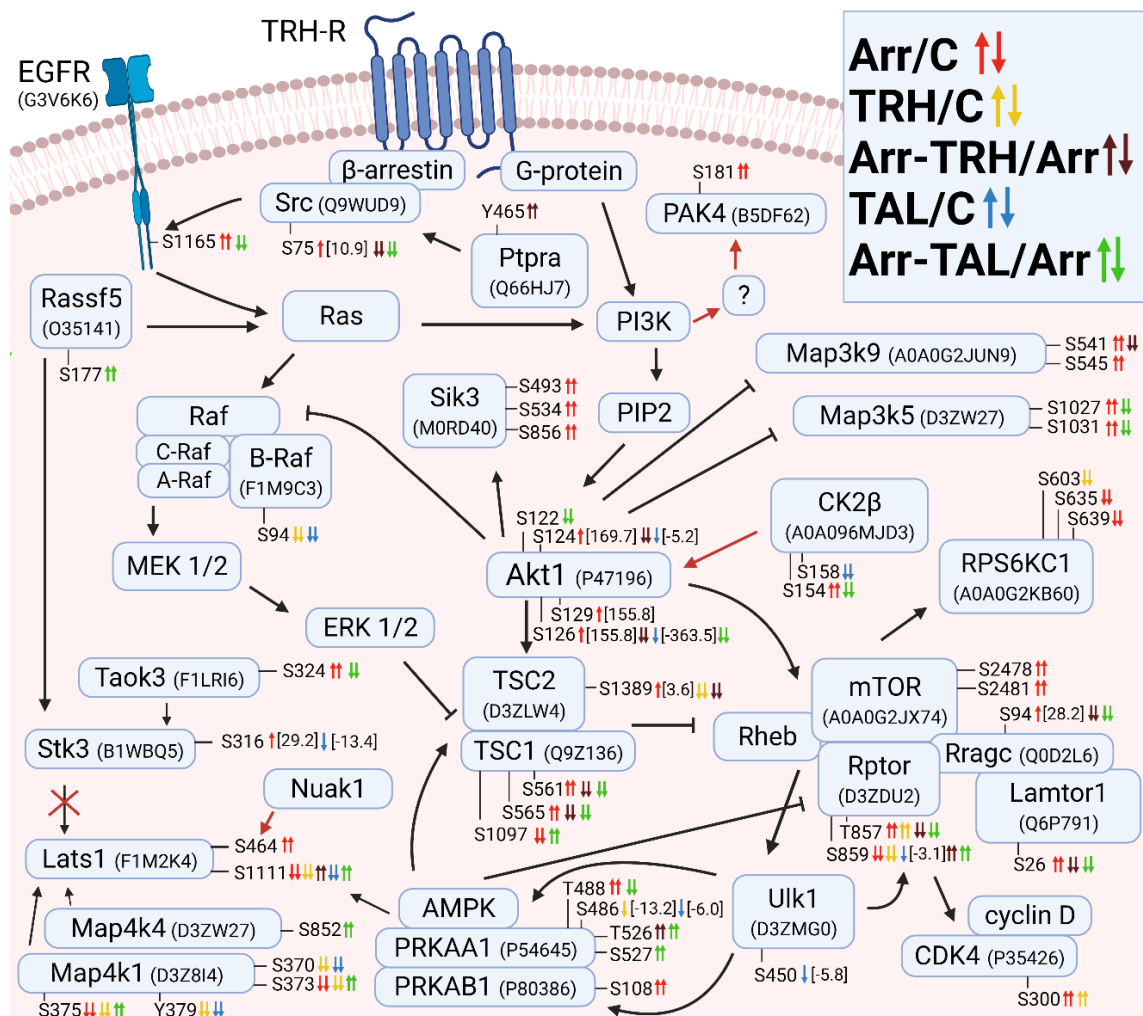 TRH-R
EGFR
(G3V6K6)
Arr/C
TRH/C
Arr-TRH/Arr
TAL/C
Arr-TAL/Arr
β-arrestin
G-protein
Src (Q9WUD9)
S75 [10.9]
S1165
Y465
Ptpra
(Q66HJ7)
S181
PAK4 (B5DF62)
?
Rassf5
(O35141)
S177
Ras
PI3K
PIP2
Map3k9 (A0A0G2JUN9)
S541
S545
Map3k5 (D3ZW27)
S1027
S1031
Sik3
(M0RD40)
S493
S534
S856
Raf
C-Raf
A-Raf
B-Raf
(F1M9C3)
S94
MEK 1/2
ERK 1/2
S122
S124 [169.7] [-5.2]
Akt1 (P47196)
S129 [155.8]
S126 [155.8] [-363.5]
CK2β
(A0A096MJD3)
S158
S154
S603
S635
S639
RPS6KC1
(A0A0G2KB60)
Taok3 (F1LRI6)
S324
Stk3 (B1WBQ5)
S316 [29.2] [-13.4]
TSC2
(D3ZLW4)
S1389 [3.6]
TSC1 (Q9Z136)
S561
S565
S1097
mTOR
(A0A0G2JX74)
S2478
S2481
Rheb
Rptor
(D3ZDU2)
T857
S859 [-3.1]
S94 [28.2]
Rragc (Q0D2L6)
Lamtor1
(Q6P791)
S26
Nuak1
Lats1 (F1M2K4)
S464
S1111
Map4k4 (D3ZW27)
S852
Map4k1 (D3Z8I4)
S370
S373
S375
Y379
AMPK
PRKAA1 (P54645)
T488
S486 [-13.2] [-6.0]
T526
S527
PRKAB1 (P80386)
S108
Ulk1
(D3ZMG0)
S450 [-5.8]
cyclin D
CDK4 (P35426)
S300